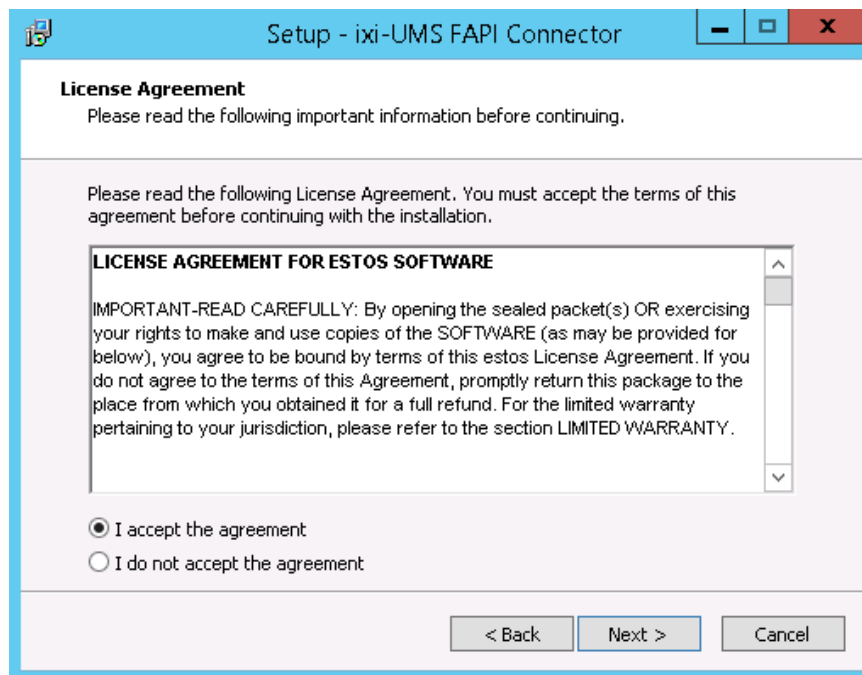 Setup - ixi-UMS FAPI Connector
License Agreement
Please read the following important information before continuing.
Please read the following License Agreement. You must accept the terms of this
agreement before continuing with the installation.
LICENSE AGREEMENT FOR ESTOS SOFTWARE
IMPORTANT-READ CAREFULLY: By opening the sealed packet(s) OR exercising
your rights to make and use copies of the SOFTWARE (as may be provided for
below), you agree to be bound by terms of this estos License Agreement. If you
do not agree to the terms of this Agreement, promptly return this package to the
place from which you obtained it for a full refund. For the limited warranty
pertaining to your jurisdiction, please refer to the section LIMITED WARRANTY.
I accept the agreement
I do not accept the agreement
< Back Next > Cancel